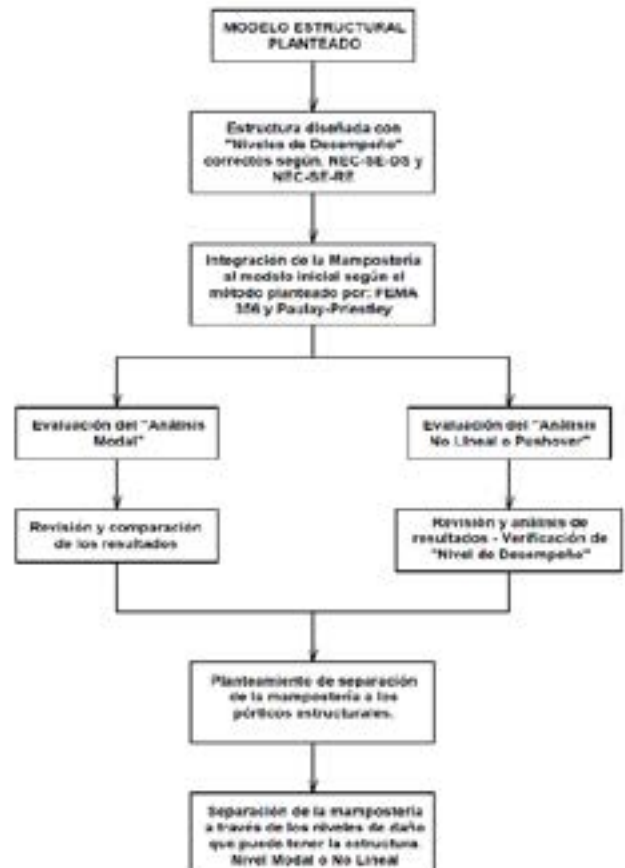 MODELO ESTRUCTURAL
PLANTEADO
Estructura diseñada con
"Niveles de Desempeño"
correctos según, NEC-SE-DS y
NEC-SE-RE
Integración de la Mampostería
al modelo inicial según el
método planteado por: FEMA
356 y Paulay-Priestley
Evaluación del "Análisis
Modal"
Evaluación del "Análisis
No Lineal o Pushover"
Revisión y comparación
de los resultados
Revisión y análisis de
resultados - Verificación de
"Nivel de Desempeño"
Planteamiento de separación
de la mampostería a los
pórticos estructurales.
Separación de la mampostería
a través de los niveles de daño
que puede tener la estructura
Nivel Modal o No Lineal